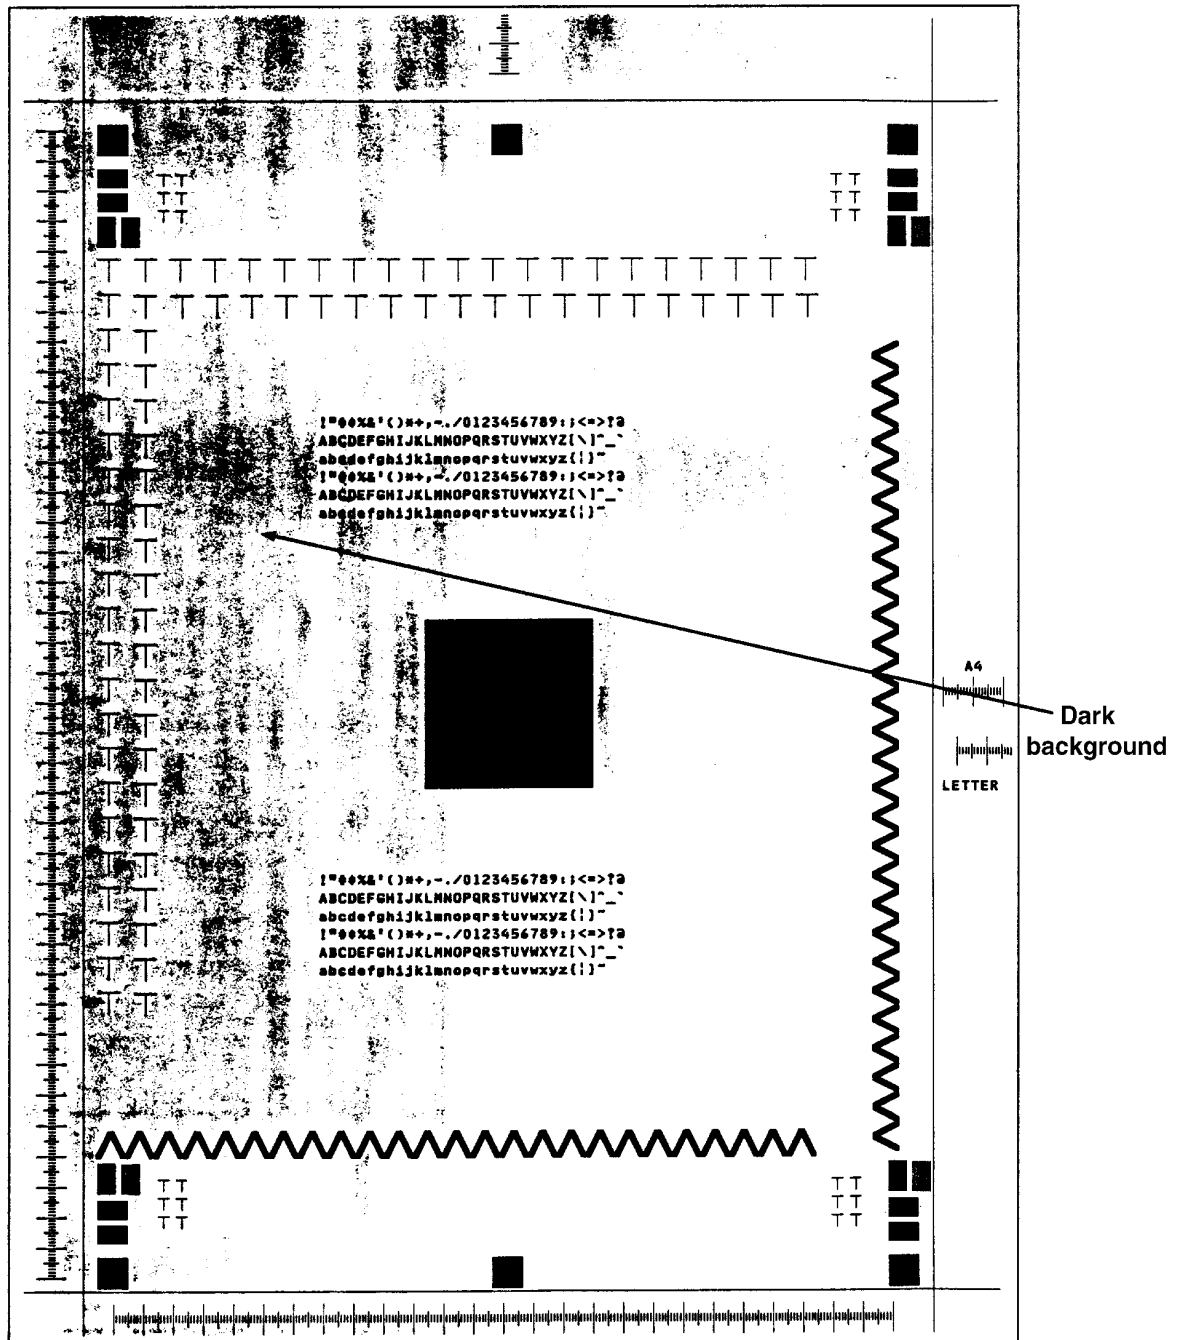 T T
T T
T T
T T
T T
T T
T T T T T T T T T T T T T T T T T T T T T
T T T T T T T T T T T T T T T T T T T T T
T T
T T
T T
T T
!"#$%&'()*+,-./0123456789:;<=>?@
ABCDEFGHIJKLMNOPQRSTUVWXYZ[\]^_`
abcdefghijklmnopqrstuvwxyz{¦}~
!"#$%&'()*+,-./0123456789:;<=>?@
ABCDEFGHIJKLMNOPQRSTUVWXYZ[\]^_`
abcdefghijklmnopqrstuvwxyz{¦}~
T T
T T
T T
T T
T T
T T
T T
T T
A4
Dark
background
LETTER
T T
T T
T T
T T
T T
T T
T T
T T
!"#$%&'()*+,-./0123456789:;<=>?@
ABCDEFGHIJKLMNOPQRSTUVWXYZ[\]^_`
abcdefghijklmnopqrstuvwxyz{¦}~
!"#$%&'()*+,-./0123456789:;<=>?@
ABCDEFGHIJKLMNOPQRSTUVWXYZ[\]^_`
abcdefghijklmnopqrstuvwxyz{¦}~
T T
T T
T T
T T
T T
T T